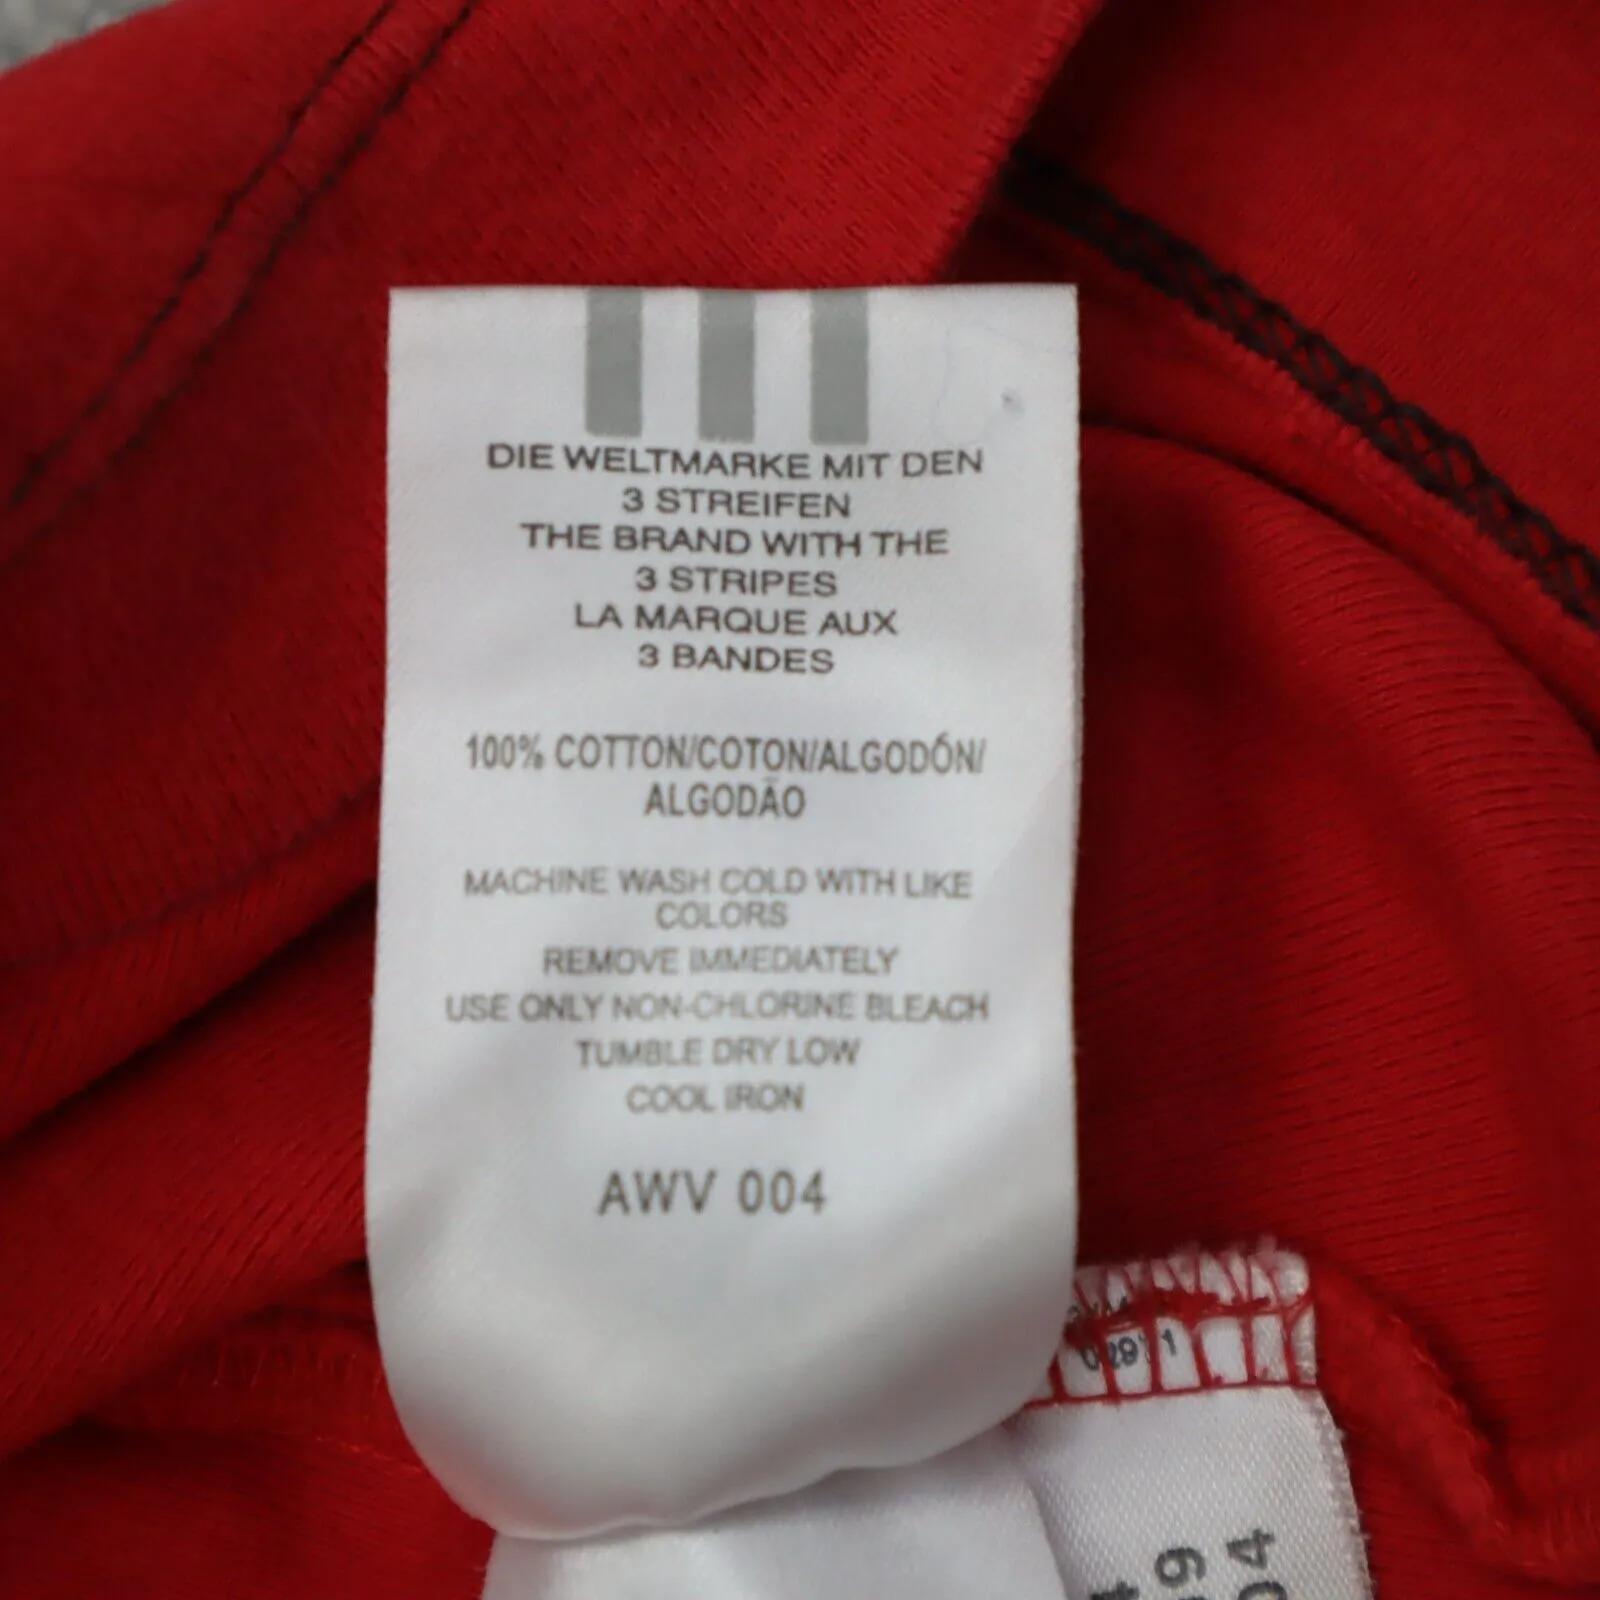 DIE WELTMARKE MIT DEN
3 STREIFEN
THE BRAND WITH THE
3 STRIPES
LA MARQUE AUX
3 BANDES
100% COTTON/COTON/ALGODÓN/
ALGODÃO
MACHINE WASH COLD WITH LIKE
COLORS
REMOVE IMMEDIATELY
USE ONLY NON-CHLORINE BLEACH
TUMBLE DRY LOW
COOL IRON
AWV 004